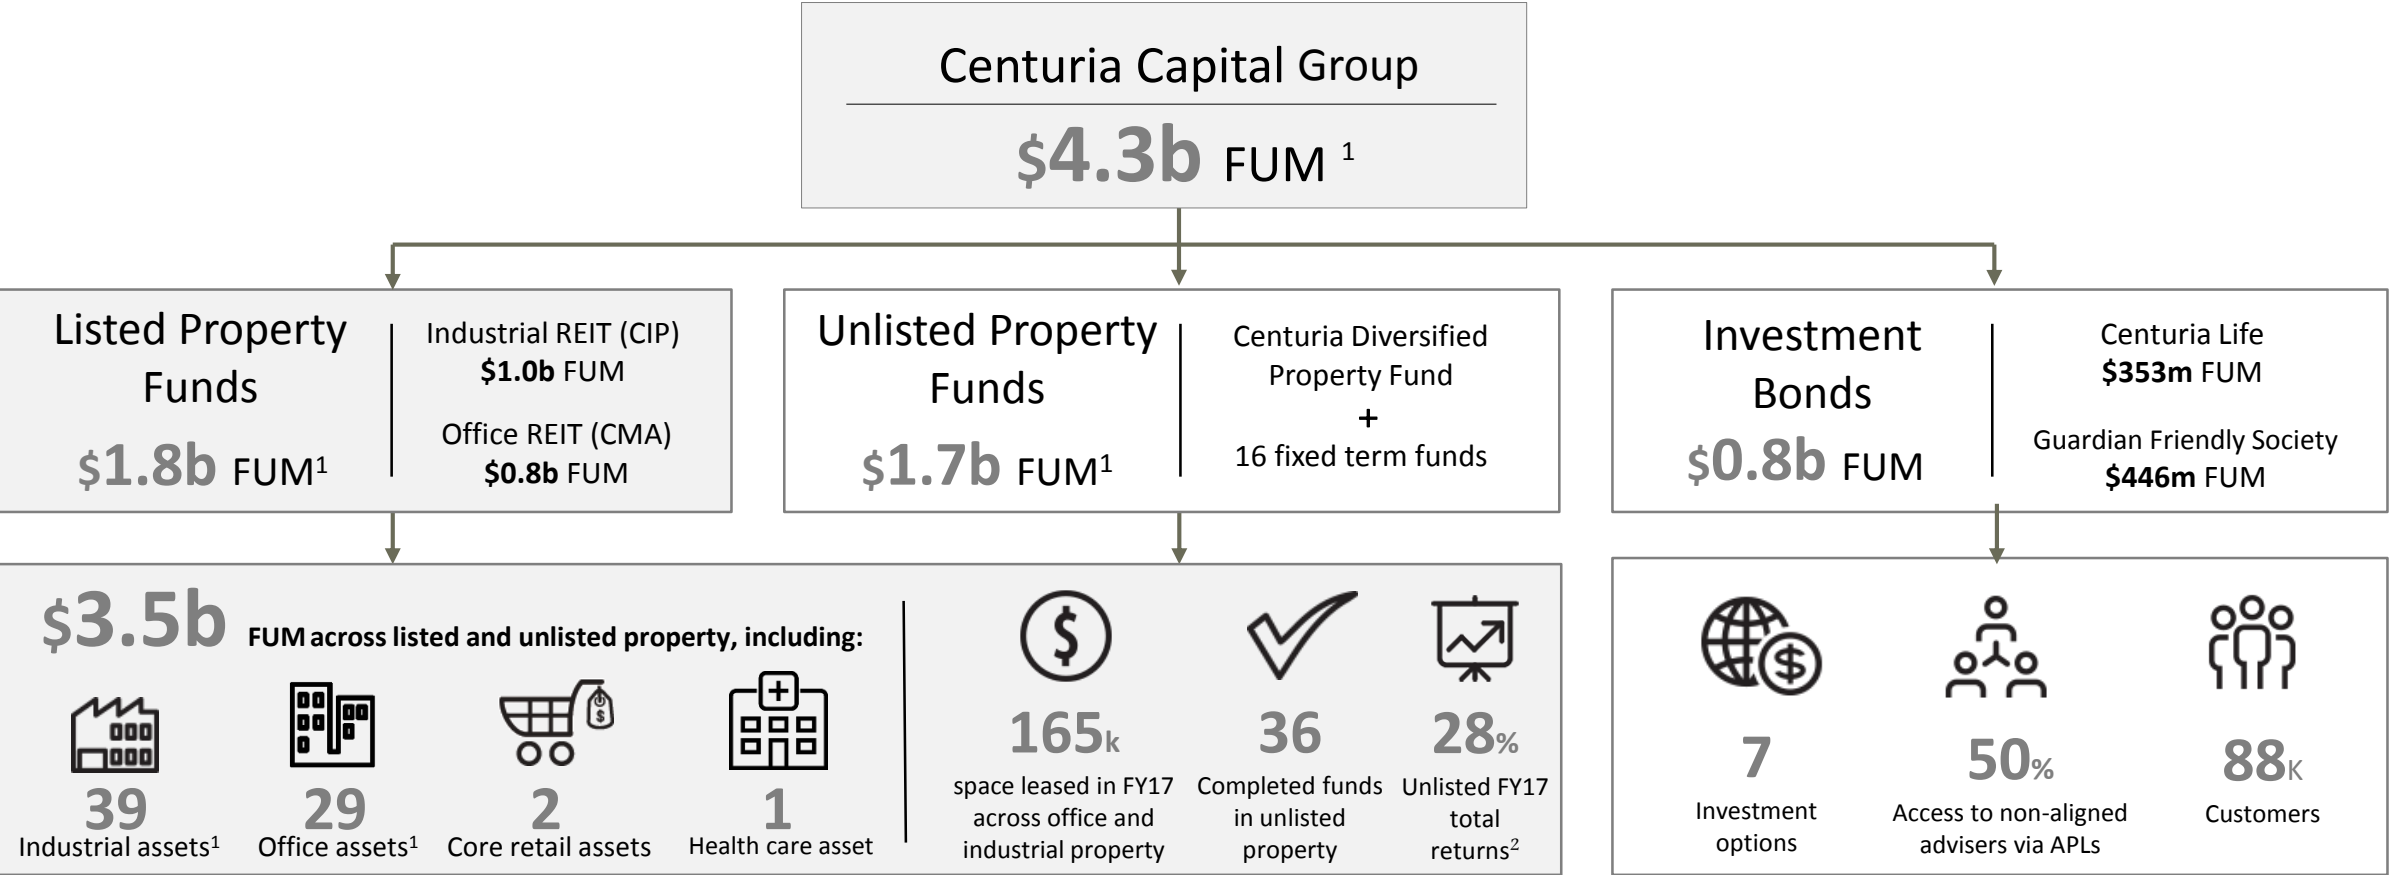 Centuria Capital Group
$4.3b FUM 1
Listed Property
Funds
$1.8b FUM1
Industrial REIT (CIP)
$1.0b FUM
Office REIT (CMA)
$0.8b FUM
Unlisted Property
Funds
$1.7b FUM1
Centuria Diversified
Property Fund
+
16 fixed term funds
Investment
Bonds
$0.8b FUM
Centuria Life
$353m FUM
Guardian Friendly Society
$446m FUM
$3.5b FUM across listed and unlisted property, including:
39
Industrial assets1
29
Office assets1
2
Core retail assets
1
Health care asset
$
165k
space leased in FY17
across office and
industrial property
36
Completed funds
in unlisted
property
28%
Unlisted FY17
total
returns2
$
7
Investment
options
50%
Access to non-aligned
advisers via APLs
88K
Customers